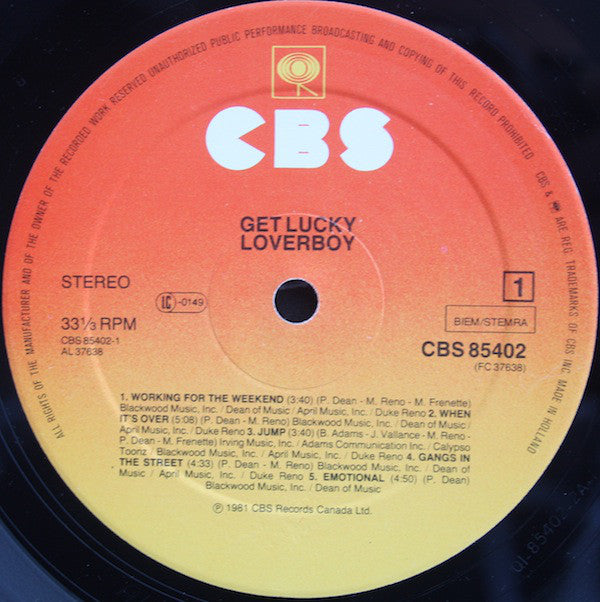 ALL RIGHTS OF THE MANUFACTURER AND OF THE OWNER OF THE RECORDED WORK RESERVED UNAUTHORIZED PUBLIC PERFORMANCE BROADCASTING AND COPYING OF THIS RECORD PROHIBITED. CBS & ARE REG. TRADEMARKS OF CBS INC. MADE IN HOLLAND
CBS
GET LUCKY
LOVERBOY
STEREO
LC-0149
1
33⅓ RPM
BIEM/STEMRA
CBS 85402-1
AL 37638
CBS 85402
(FC 37638)
1. WORKING FOR THE WEEKEND (3:40) (P. Dean - M. Reno - M. Frenette)
Blackwood Music, Inc. / Dean of Music / April Music, Inc. / Duke Reno 2. WHEN
IT'S OVER (5:08) (P. Dean - M. Reno) Blackwood Music, Inc. / Dean of Music /
April Music, Inc. / Duke Reno 3. JUMP (3:40) (B. Adams - J. Vallance - M. Reno -
P. Dean - M. Frenette) Irving Music, Inc. / Adams Communication Inc. / Calypso
Toonz / Blackwood Music, Inc. / April Music, Inc. / Duke Reno 4. GANGS IN
THE STREET (4:33) (P. Dean - M. Reno) Blackwood Music, Inc. / Dean of
Music / April Music, Inc. / Duke Reno 5. EMOTIONAL (4:50) (P. Dean)
Blackwood Music, Inc. / Dean of Music
℗ 1981 CBS Records Canada Ltd.